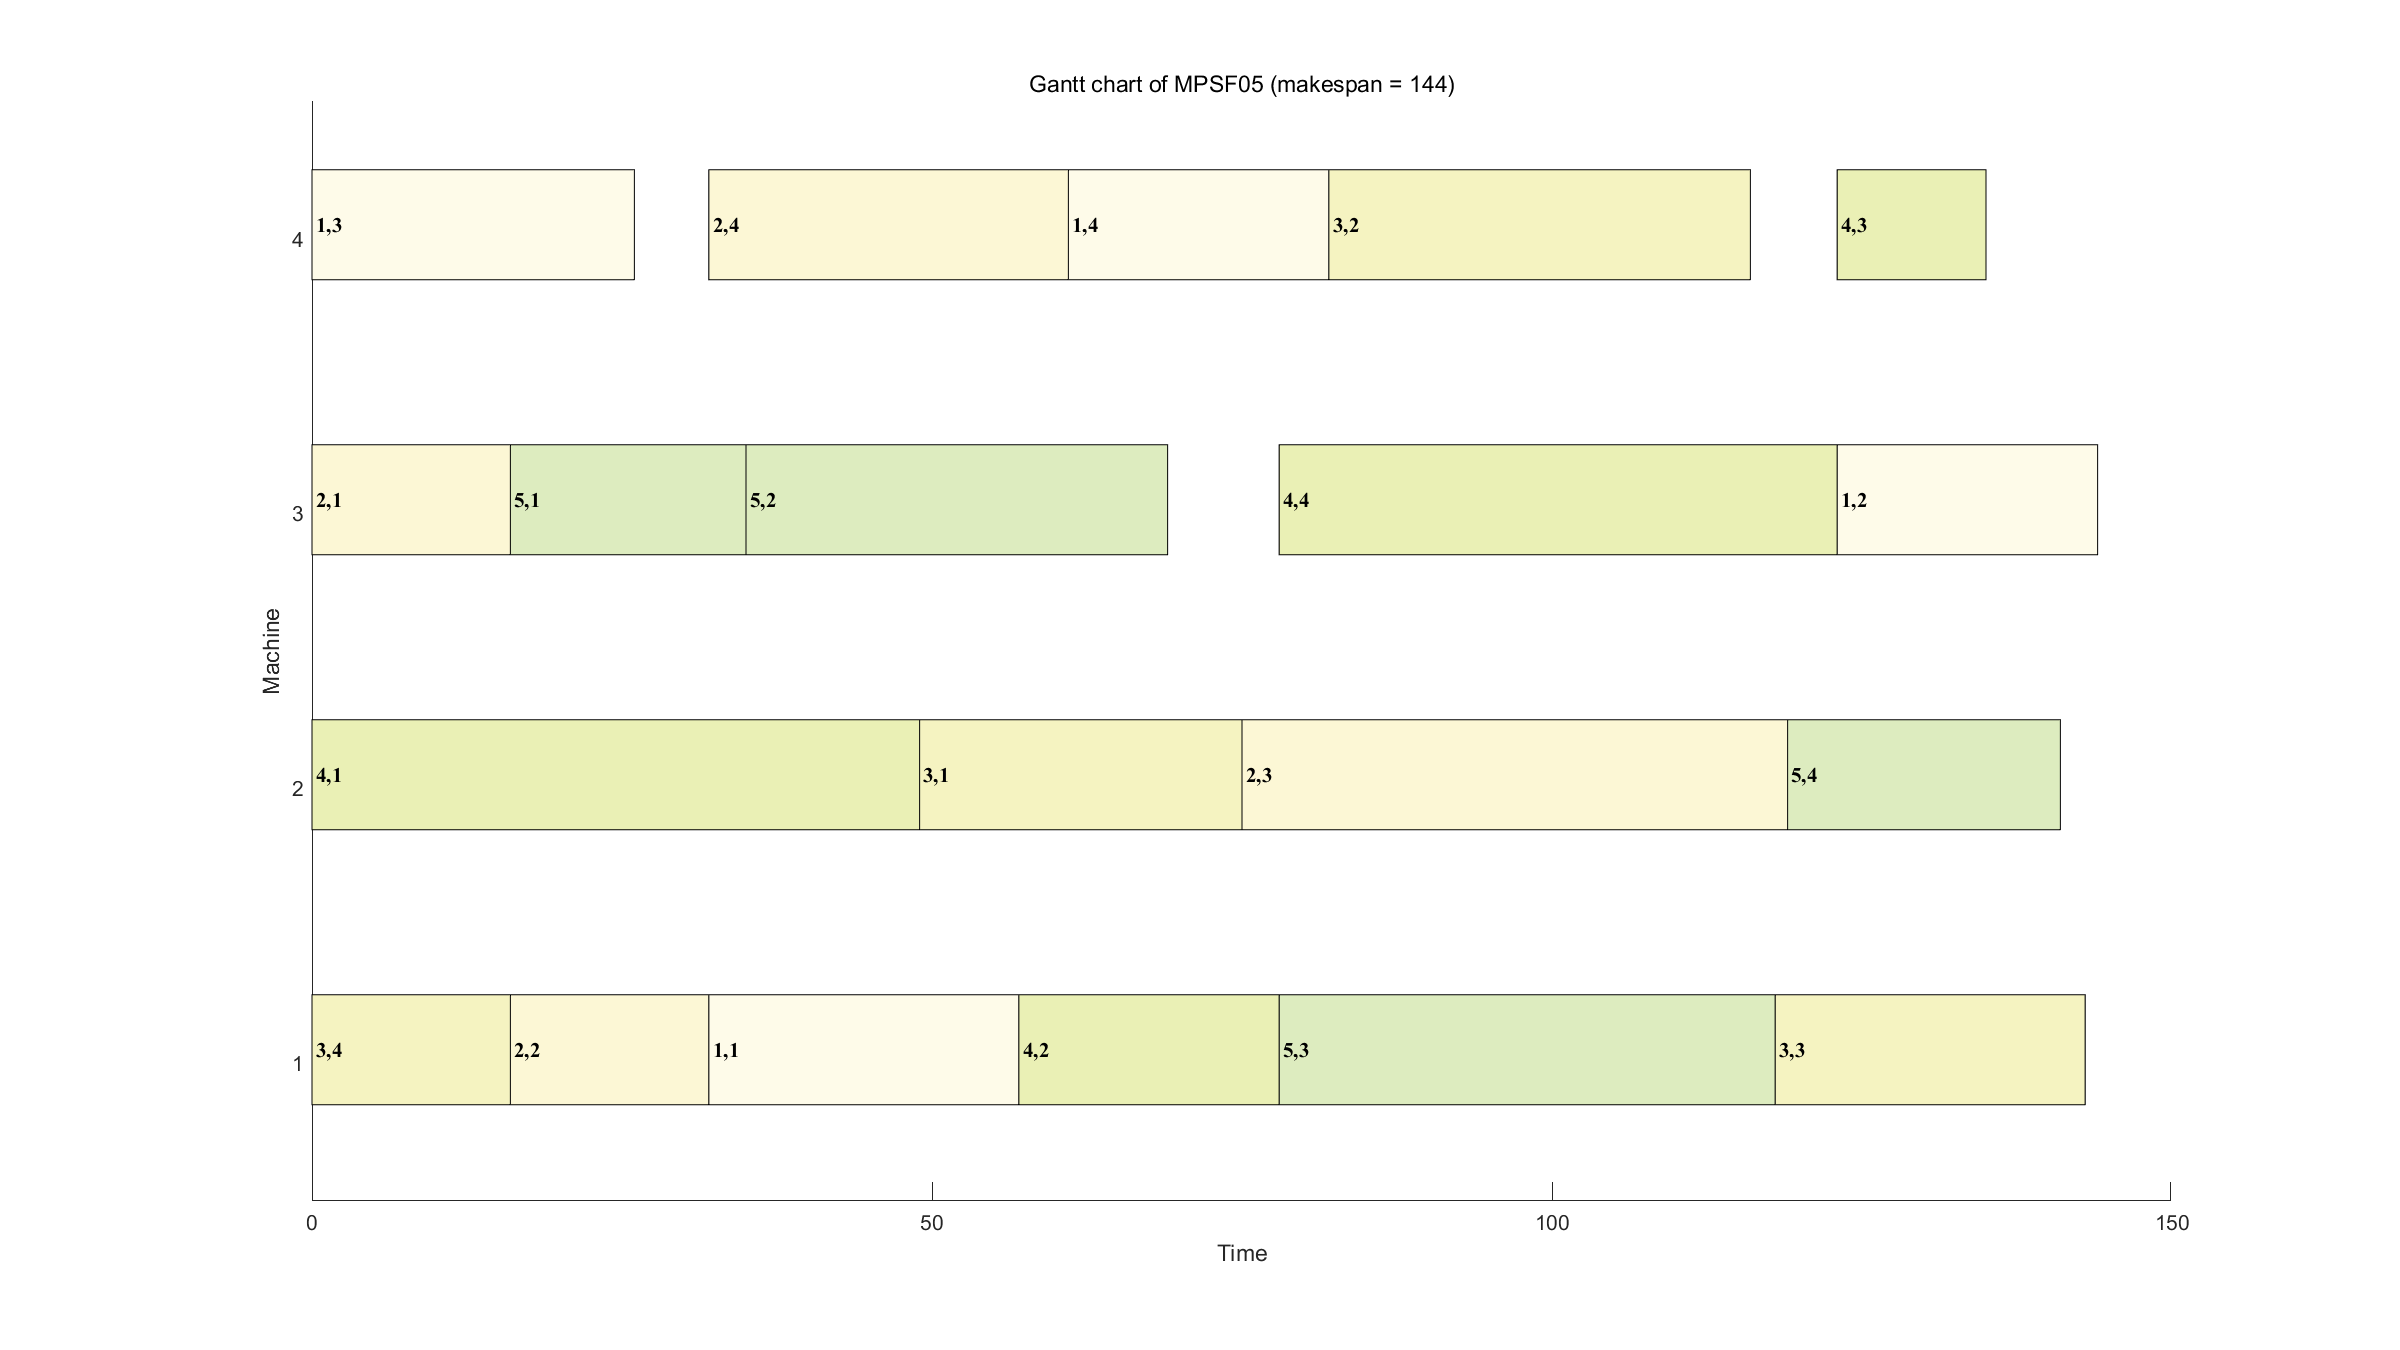 Gantt chart of MPSF05 (makespan = 144)
4
1,3 2,4 1,4 3,2 4,3
3
2,1 5,1 5,2 4,4 1,2
Machine
2
4,1 3,1 2,3 5,4
1
3,4 2,2 1,1 4,2 5,3 3,3
0 50 100 150
Time